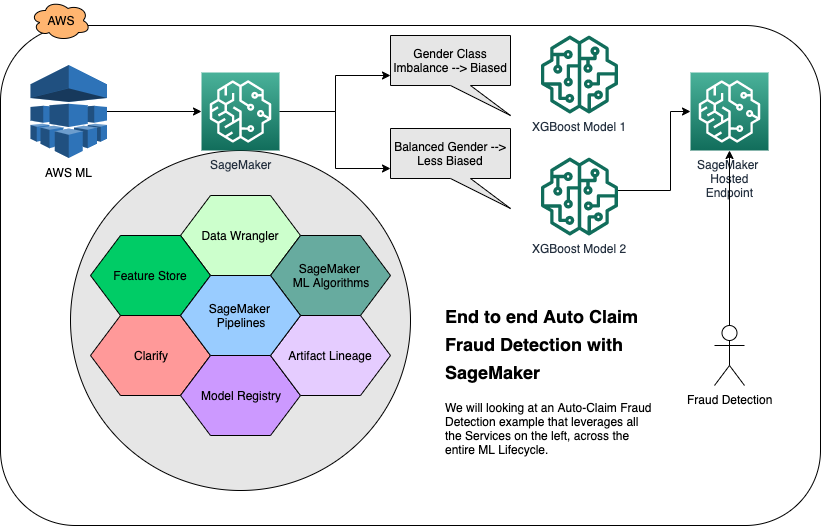 AWS
AWS ML
SageMaker
Gender Class
Imbalance --> Biased
Balanced Gender -->
Less Biased
XGBoost Model 1
XGBoost Model 2
SageMaker
Hosted
Endpoint
Data Wrangler
Feature Store
SageMaker
ML Algorithms
SageMaker
Pipelines
Clarify
Artifact Lineage
Model Registry
End to end Auto Claim
Fraud Detection with
SageMaker
We will looking at an Auto-Claim Fraud
Detection example that leverages all
the Services on the left, across the
entire ML Lifecycle.
Fraud Detection